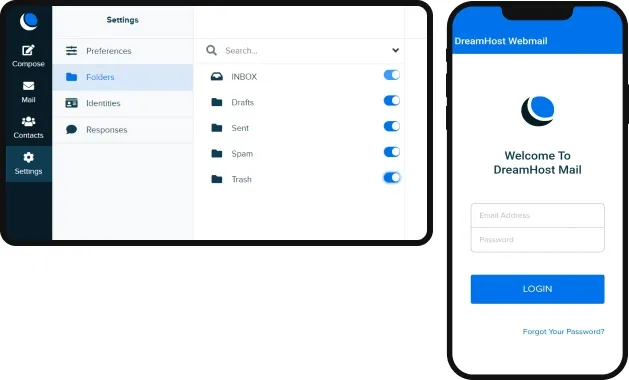 Settings
Compose
Mail
Contacts
Settings
Preferences
Folders
Identities
Responses
Search...
INBOX
Drafts
Sent
Spam
Trash
DreamHost Webmail
Welcome To
DreamHost Mail
Email Address
Password
LOGIN
Forgot Your Password?